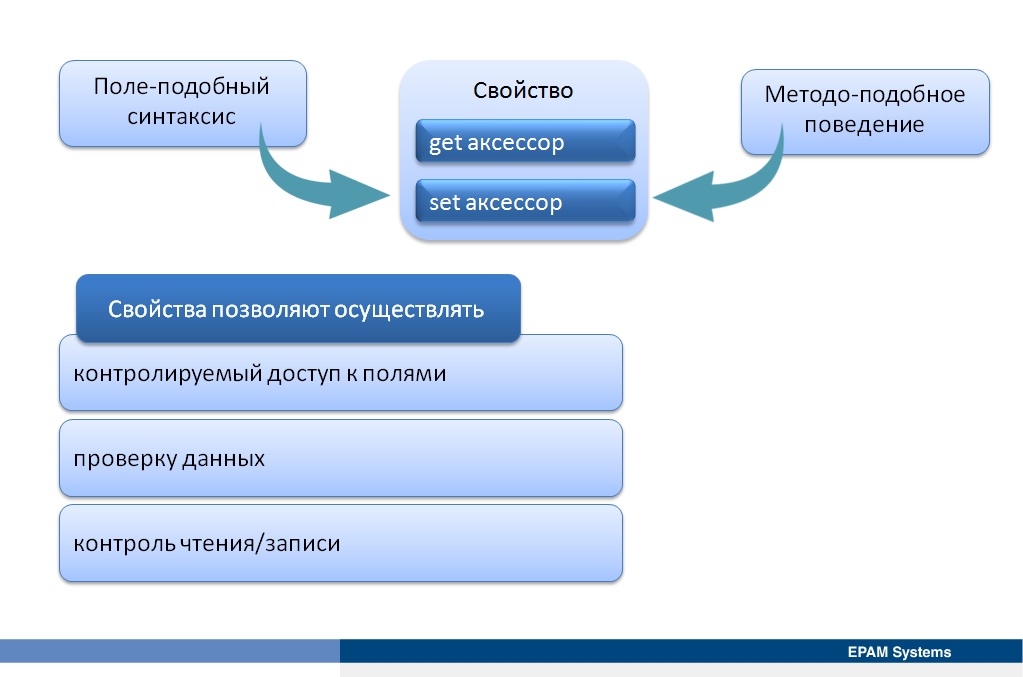 Поле-подобный
синтаксис
Свойство
get аксессор
set аксессор
Методо-подобное
поведение
Свойства позволяют осуществлять
контролируемый доступ к полями
проверку данных
контроль чтения/записи
EPAM Systems